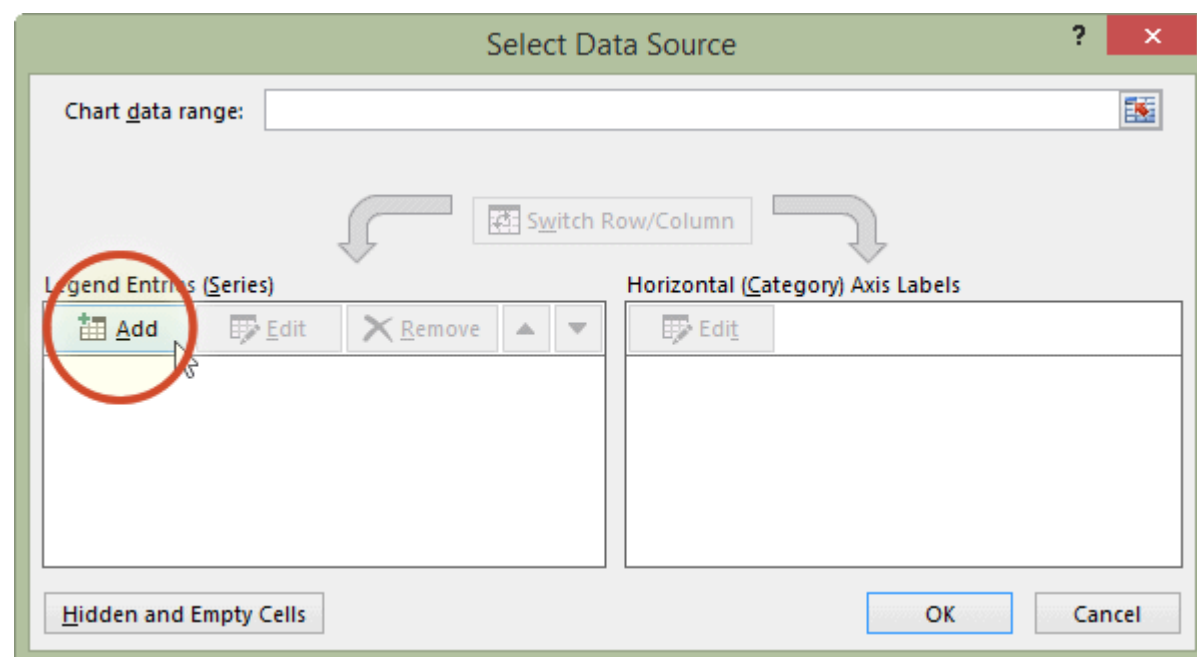 Select Data Source ?
Chart data range:
Switch Row/Column
Legend Entries (Series)
Horizontal (Category) Axis Labels
Add Edit Remove
Edit
Hidden and Empty Cells
OK Cancel